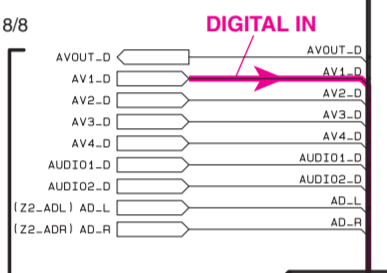 8/8 DIGITAL IN
AVOUT_D AVOUT_D
AV1_D AV1_D
AV2_D AV2_D
AV3_D AV3_D
AV4_D AV4_D
AUDIO1_D AUDIO1_D
AUDIO2_D AUDIO2_D
(Z2_ADL) AD_L AD_L
(Z2_ADR) AD_R AD_R